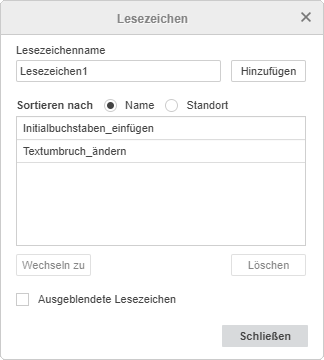 Lesezeichen
Lesezeichenname
Lesezeichen1 Hinzufügen
Sortieren nach Name Standort
Initialbuchstaben_einfügen
Textumbruch_ändern
Wechseln zu Löschen
Ausgeblendete Lesezeichen
Schließen